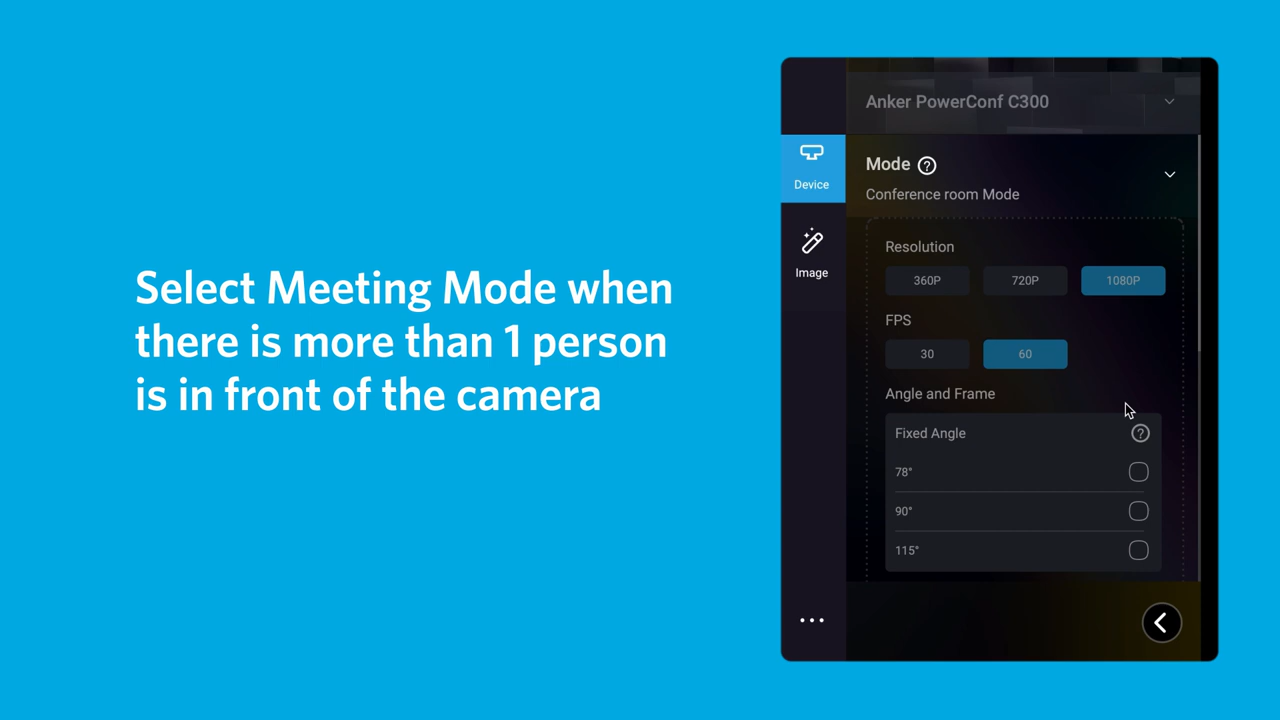 Select Meeting Mode when
there is more than 1 person
is in front of the camera
Anker PowerConf C300
Device
Image
Mode ?
Conference room Mode
Resolution
360P 720P 1080P
FPS
30 60
Angle and Frame
Fixed Angle ?
78°
90°
115°